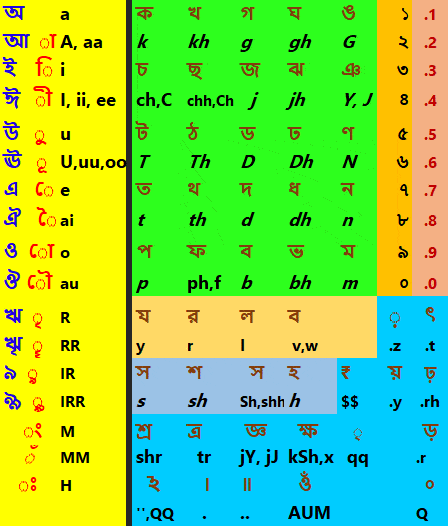 অ a ক খ গ ঘ ঙ ১ .1
আ া A, aa k kh g gh G ২ .2
ই ি i চ ছ জ ঝ ঞ ৩ .3
ঈ ী I, ii, ee ch,C chh,Ch j jh Y, J ৪ .4
উ ু u ট ঠ ড ঢ ণ ৫ .5
ঊ ূ U,uu,oo T Th D Dh N ৬ .6
এ ে e ত থ দ ধ ন ৭ .7
ঐ ৈ ai t th d dh n ৮ .8
ও ো o প ফ ব ভ ম ৯ .9
ঔ ৌ au p ph,f b bh m ০ .0
ঋ ৃ R য র ল ব ় ৎ
ৠ ৄ RR y r l v,w .z .t
ঌ ৢ lR স শ স হ ₹ য় ঢ়
ৡ ৣ lRR s sh Sh,shh h $$ .y .rh
ং M শ্র ত্র জ্ঞ ক্ষ ৃ ড়
ঁ MM shr tr jY, jJ kSh,x qq .r
ঃ H । ॥ ওঁ ০
'',QQ . .. AUM Q